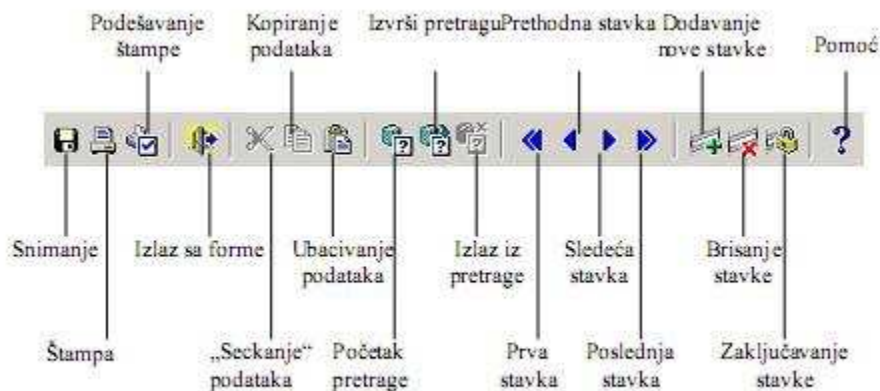 Podešavanje
štampe
Kopiranje
podataka
Izvrši pretragu
Prethodna stavka
Dodavanje
nove stavke
Pomoć
Snimanje
Izlaz sa forme
Ubacivanje
podataka
Izlaz iz
pretrage
Sledeća
stavka
Brisanje
stavke
Štampa
„Seckanje“
podataka
Početak
pretrage
Prva
stavka
Poslednja
stavka
Zaključavanje
stavke